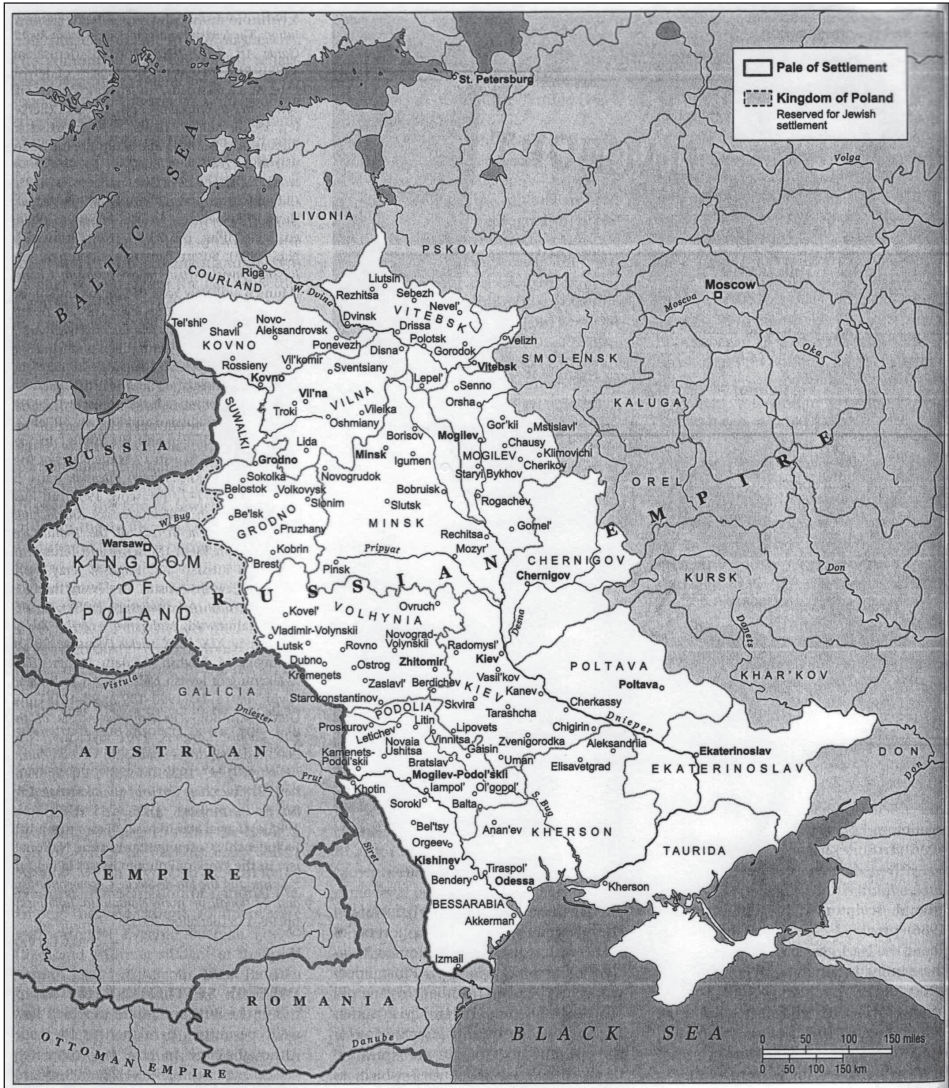 Pale of Settlement
Kingdom of Poland
Reserved for Jewish
settlement
St. Petersburg
Volga
BALTIC SEA
LIVONIA
PSKOV
COURLAND
Riga
W. Dvina
Liutsin
Rezhitsa
Sebezh
Nevel'
VITEBSK
Moscow
Moscva
Oka
Tel'shi
Shavli
Novo-
Aleksandrovsk
KOVNO
Dvinsk
Drissa
Ponevezh
Disna
Polotsk
Gorodok
Velizh
Rossieny
Vil'komir
Sventsiany
Vitebsk
SMOLENSK
Kovno
Lepel'
Senno
KALUGA
SUWALKI
Vil'na
VILNA
Troki
Vileika
Oshmiany
Orsha
Gor'kii
Mstislavl'
PRUSSIA
Lida
Borisov
Mogilev
Chausy
Klimovichi
Grodno
Minsk
Igumen
MOGILEV
Cherikov
Staryi Bykhov
OREL
Sokolka
Novogrudok
Belostok
Volkovysk
Slonim
Bobruisk
Slutsk
Rogachev
RUSSIAN EMPIRE
W. Bug
Be'lsk
GRODNO
Pruzhany
MINSK
Rechitsa
Gomel'
Warsaw
KINGDOM
OF
POLAND
Kobrin
Brest
Pinsk
Pripyat
Mozyr'
CHERNIGOV
Chernigov
Desna
KURSK
Don
Donets
Kovel'
VOLHYNIA
Ovruch
Vladimir-Volynskii
Lutsk
Rovno
Novograd-
Volynskii
Radomysl'
Kiev
POLTAVA
Dubno
Ostrog
Zhitomir
Vasil'kov
Poltava
KHAR'KOV
Kremenets
Zaslavl'
Berdichev
KIEV
Kanev
Vistula
GALICIA
Starokonstantinov
Skvira
Tarashcha
Cherkassy
Dnieper
Dniester
PODOLIA
Proskurov
Letichev
Litin
Lipovets
Zvenigorodka
Chigirin
Aleksandriia
Novaia
Ushitsa
Vinnitsa
Gaisin
Uman'
Elisavetgrad
Ekaterinoslav
EKATERINOSLAV
DON
Don
AUSTRIAN
EMPIRE
Kamenets-
Podol'skii
Bratslav
Prut
Khotin
Mogilev-Podol'skii
Iampol'
Ol'gopol'
Soroki
Balta
S. Bug
Siret
Bel'tsy
Anan'ev
KHERSON
Orgeev
TAURIDA
Kishinev
Tiraspol'
Bendery
Odessa
Kherson
BESSARABIA
Akkerman
Izmail
ROMANIA
Danube
OTTOMAN EMPIRE
BLACK SEA
0 50 100 150 miles
0 50 100 150 km